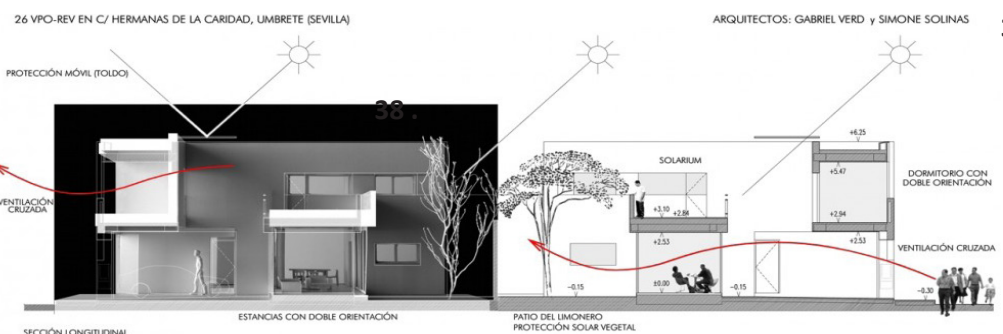 26 VPO-REV EN C/ HERMANAS DE LA CARIDAD, UMBRETE (SEVILLA)
ARQUITECTOS: GABRIEL VERD y SIMONE SOLINAS
PROTECCIÓN MÓVIL (TOLDO)
38 .
+6.25
SOLARIUM
+5.47
DORMITORIO CON
DOBLE ORIENTACIÓN
VENTILACIÓN
CRUZADA
+3.10
+2.84
+2.94
+2.53
+2.53
VENTILACIÓN CRUZADA
-0.15
±0.00
-0.15
-0.30
ESTANCIAS CON DOBLE ORIENTACIÓN
PATIO DEL LIMONERO
PROTECCIÓN SOLAR VEGETAL
SECCIÓN LONGITUDINAL